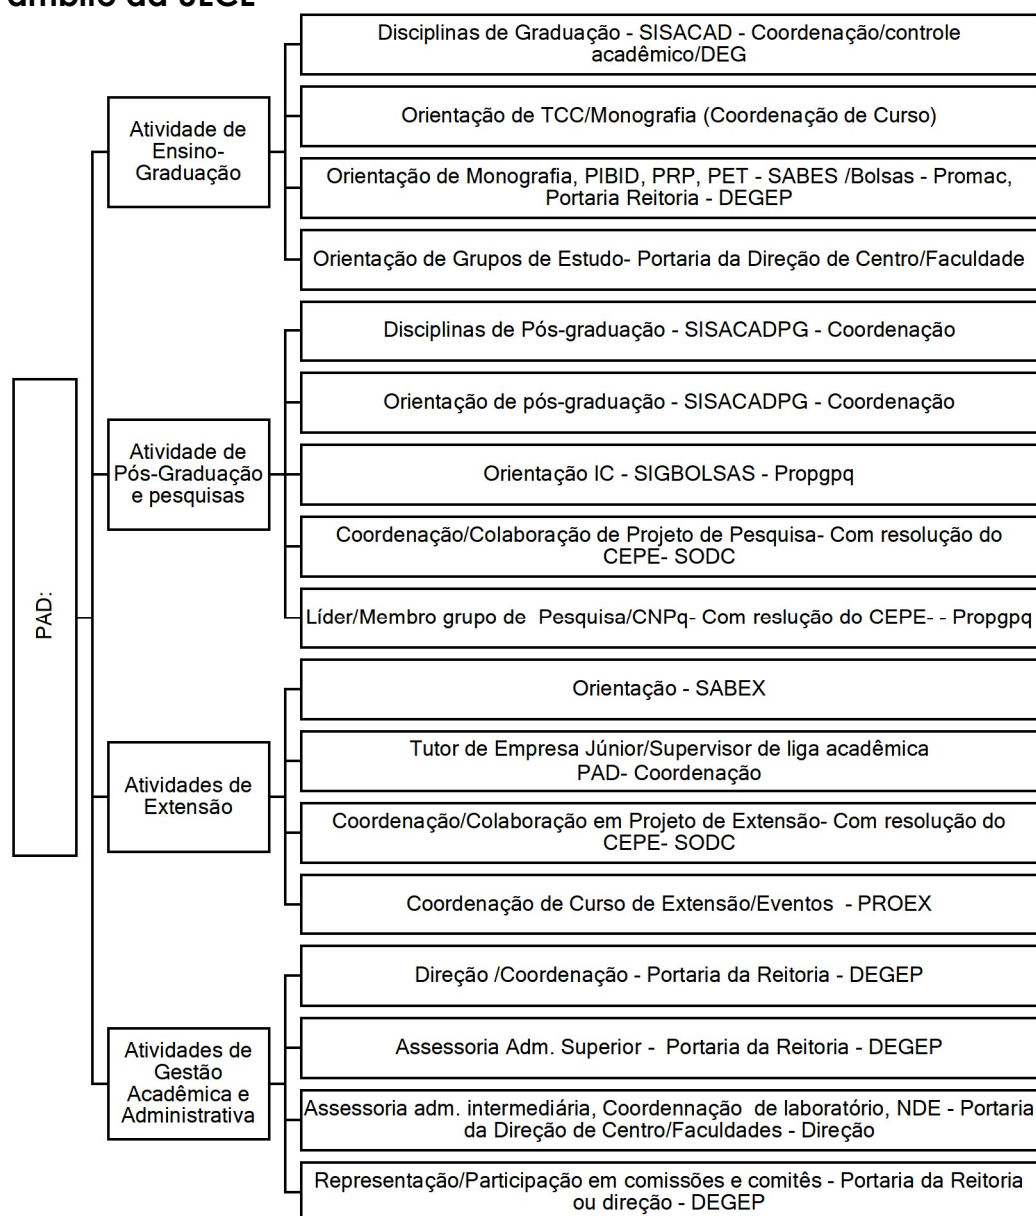 âmbito da UECE
PAD:
Atividade de
Ensino-
Graduação
Disciplinas de Graduação - SISACAD - Coordenação/controle
acadêmico/DEG
Orientação de TCC/Monografia (Coordenação de Curso)
Orientação de Monografia, PIBID, PRP, PET - SABES /Bolsas - Promac,
Portaria Reitoria - DEGEP
Orientação de Grupos de Estudo- Portaria da Direção de Centro/Faculdade
Atividade de
Pós-Graduação
e pesquisas
Disciplinas de Pós-graduação - SISACADPG - Coordenação
Orientação de pós-graduação - SISACADPG - Coordenação
Orientação IC - SIGBOLSAS - Propgpq
Coordenação/Colaboração de Projeto de Pesquisa- Com resolução do
CEPE- SODC
Líder/Membro grupo de Pesquisa/CNPq- Com reslução do CEPE- - Propgpq
Atividades de
Extensão
Orientação - SABEX
Tutor de Empresa Júnior/Supervisor de liga acadêmica
PAD- Coordenação
Coordenação/Colaboração em Projeto de Extensão- Com resolução do
CEPE- SODC
Coordenação de Curso de Extensão/Eventos - PROEX
Atividades de
Gestão
Acadêmica e
Administrativa
Direção /Coordenação - Portaria da Reitoria - DEGEP
Assessoria Adm. Superior - Portaria da Reitoria - DEGEP
Assessoria adm. intermediária, Coordennação de laboratório, NDE - Portaria
da Direção de Centro/Faculdades - Direção
Representação/Participação em comissões e comitês - Portaria da Reitoria
ou direção - DEGEP